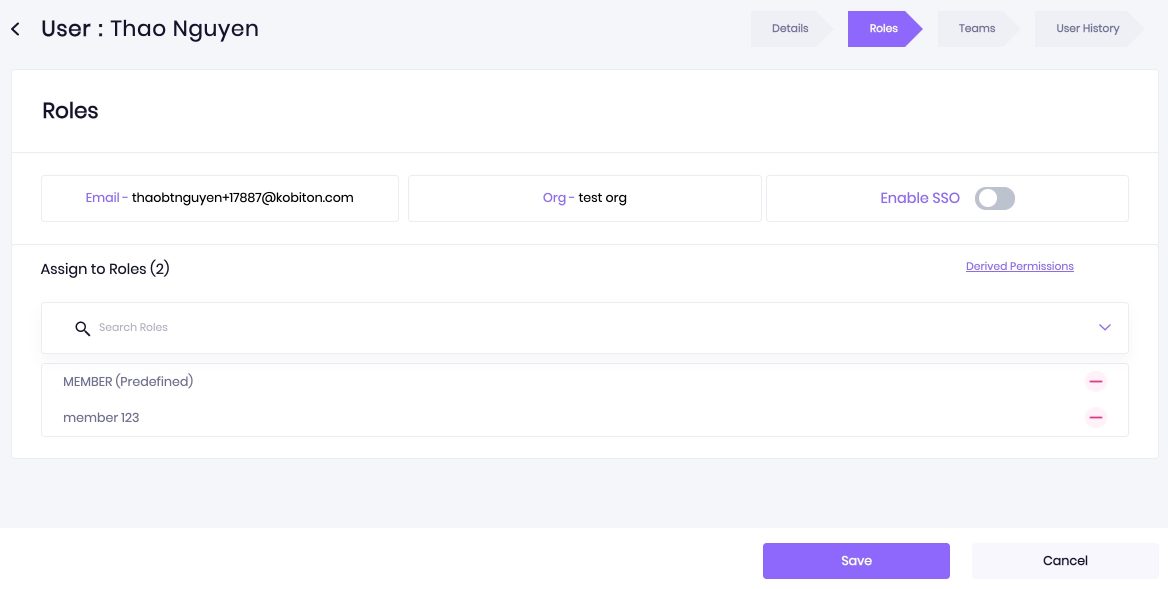 User : Thao Nguyen
Details
Roles
Teams
User History
Roles
Email - thaobtnguyen+17887@kobiton.com
Org - test org
Enable SSO
Assign to Roles (2)
Derived Permissions
Search Roles
MEMBER (Predefined)
member 123
Save
Cancel